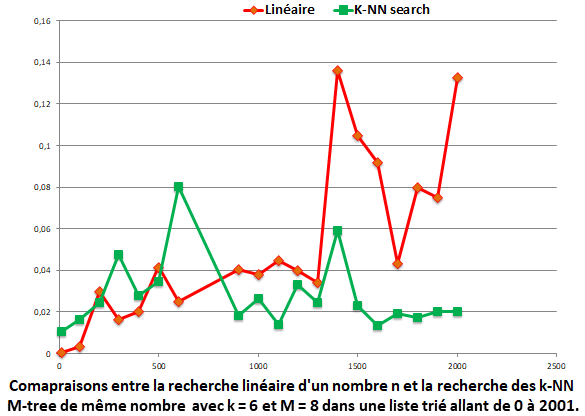 Linéaire K-NN search
0,16
0,14
0,12
0,1
0,08
0,06
0,04
0,02
0
0 500 1000 1500 2000 2500
Comapraisons entre la recherche linéaire d'un nombre n et la recherche des k-NN
M-tree de même nombre avec k = 6 et M = 8 dans une liste trié allant de 0 à 2001.